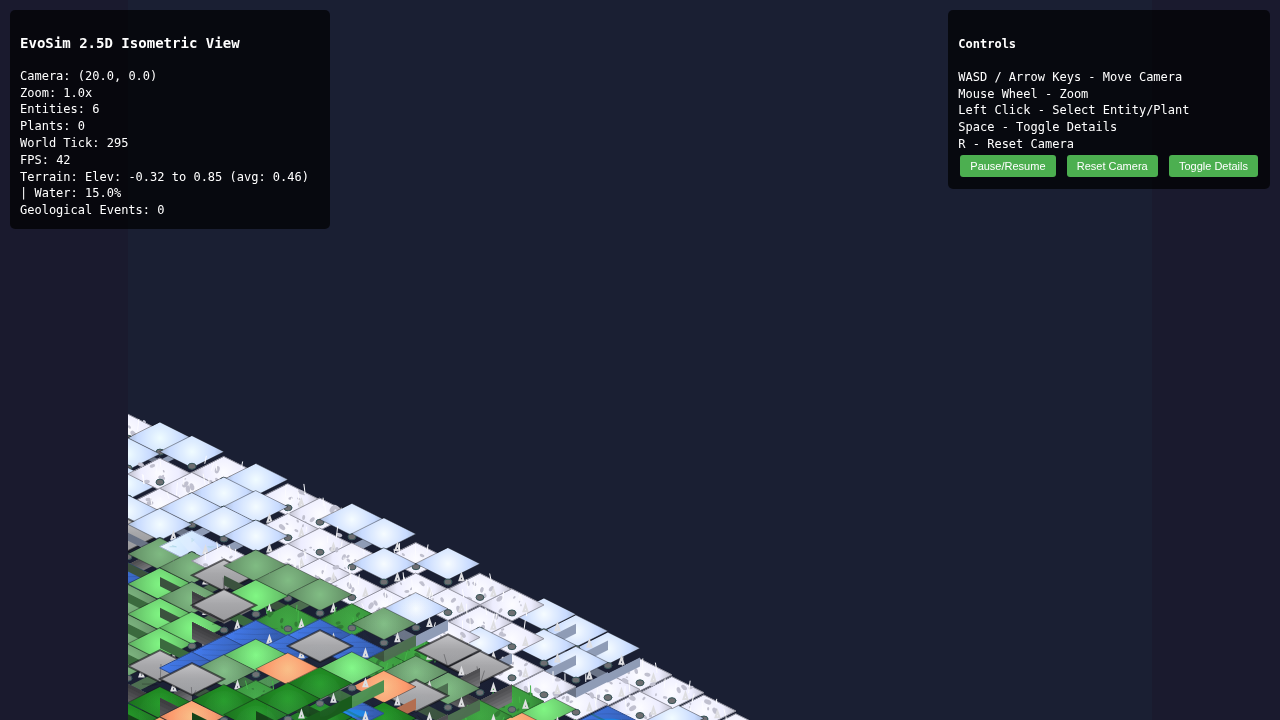 EvoSim 2.5D Isometric View
Camera: (20.0, 0.0)
Zoom: 1.0x
Entities: 6
Plants: 0
World Tick: 295
FPS: 42
Terrain: Elev: -0.32 to 0.85 (avg: 0.46)
| Water: 15.0%
Geological Events: 0
Controls
WASD / Arrow Keys - Move Camera
Mouse Wheel - Zoom
Left Click - Select Entity/Plant
Space - Toggle Details
R - Reset Camera
Pause/Resume Reset Camera Toggle Details